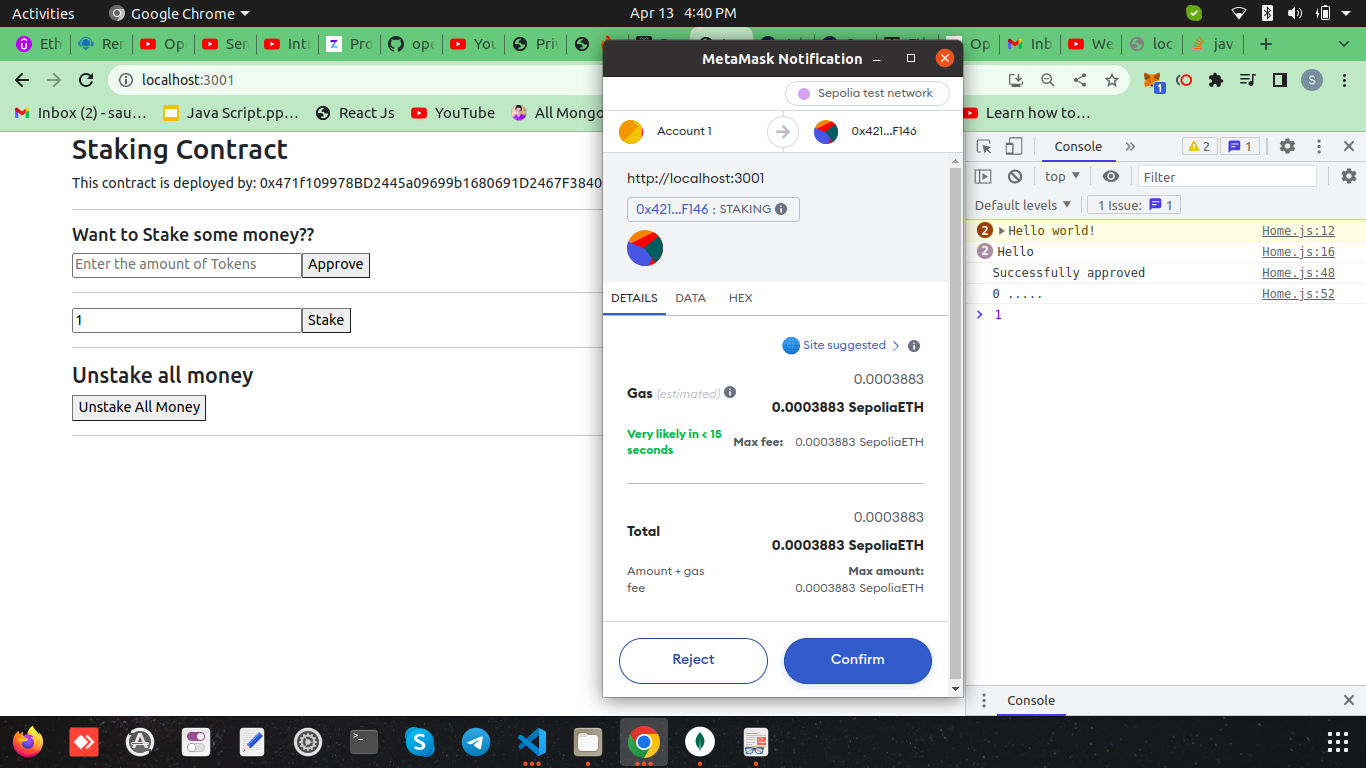 Activities
Google Chrome
Apr 13 4:40 PM
Eth
Ren
Op
Sen
Intr
Pro
ope
You
Priv
Op
Inb
We
loc
jav
localhost:3001
S
1
Inbox (2) - sau…
Java Script.pp…
React Js
YouTube
All Mongo
Learn how to…
Staking Contract
This contract is deployed by: 0x471f109978BD2445a09699b1680691D2467F3840
Want to Stake some money??
Enter the amount of Tokens
Approve
1
Stake
Unstake all money
Unstake All Money
MetaMask Notification
Sepolia test network
Account 1
0x421...F146
http://localhost:3001
0x421...F146 : STAKING
DETAILS
DATA
HEX
Site suggested >
0.0003883
Gas (estimated)
0.0003883 SepoliaETH
Very likely in < 15
seconds
Max fee: 0.0003883 SepoliaETH
0.0003883
Total
0.0003883 SepoliaETH
Amount + gas
fee
Max amount:
0.0003883 SepoliaETH
Reject
Confirm
Console
2
1
top
Filter
Default levels
1 Issue: 1
2 Hello world! Home.js:12
2 Hello Home.js:16
Successfully approved Home.js:48
0 ..... Home.js:52
> 1
Console